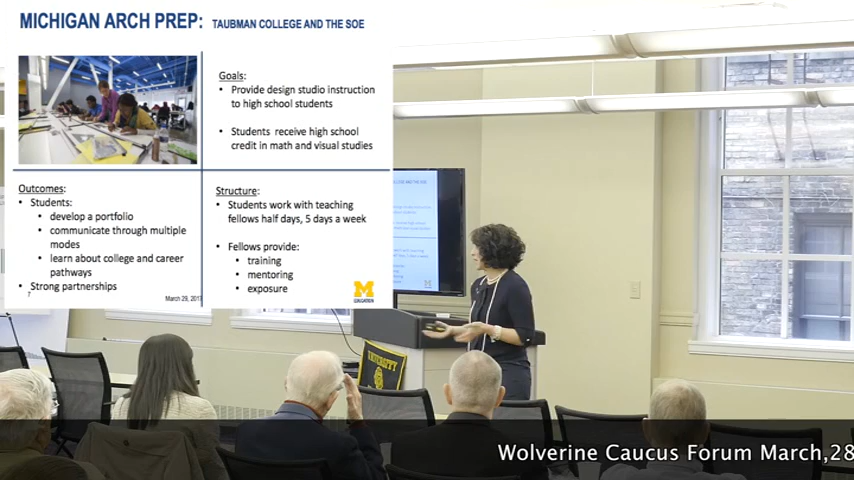 MICHIGAN ARCH PREP: TAUBMAN COLLEGE AND THE SOE
Goals:
• Provide design studio instruction
to high school students
• Students receive high school
credit in math and visual studies
Outcomes:
• Students:
• develop a portfolio
• communicate through multiple
modes
• learn about college and career
pathways
• Strong partnerships
Structure:
• Students work with teaching
fellows half days, 5 days a week
• Fellows provide:
• training
• mentoring
• exposure
7
March 29, 2017
M
UNIVERSITY
Wolverine Caucus Forum March,28